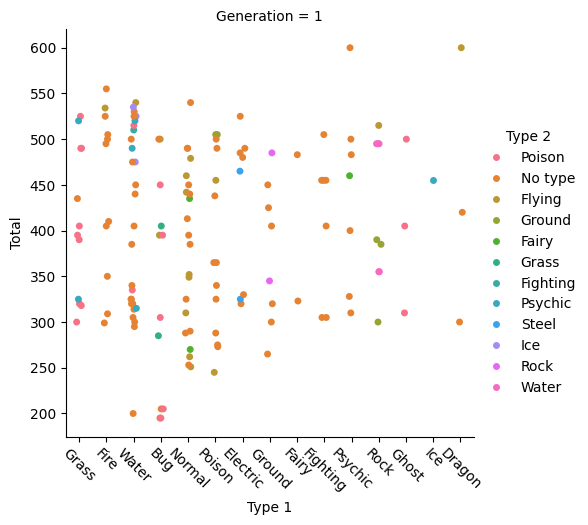 Generation = 1
Total
600
550
500
450
400
350
300
250
200
Grass
Fire
Water
Bug
Normal
Poison
Electric
Ground
Fairy
Fighting
Psychic
Rock
Ghost
Ice
Dragon
Type 1
Type 2
Poison
No type
Flying
Ground
Fairy
Grass
Fighting
Psychic
Steel
Ice
Rock
Water